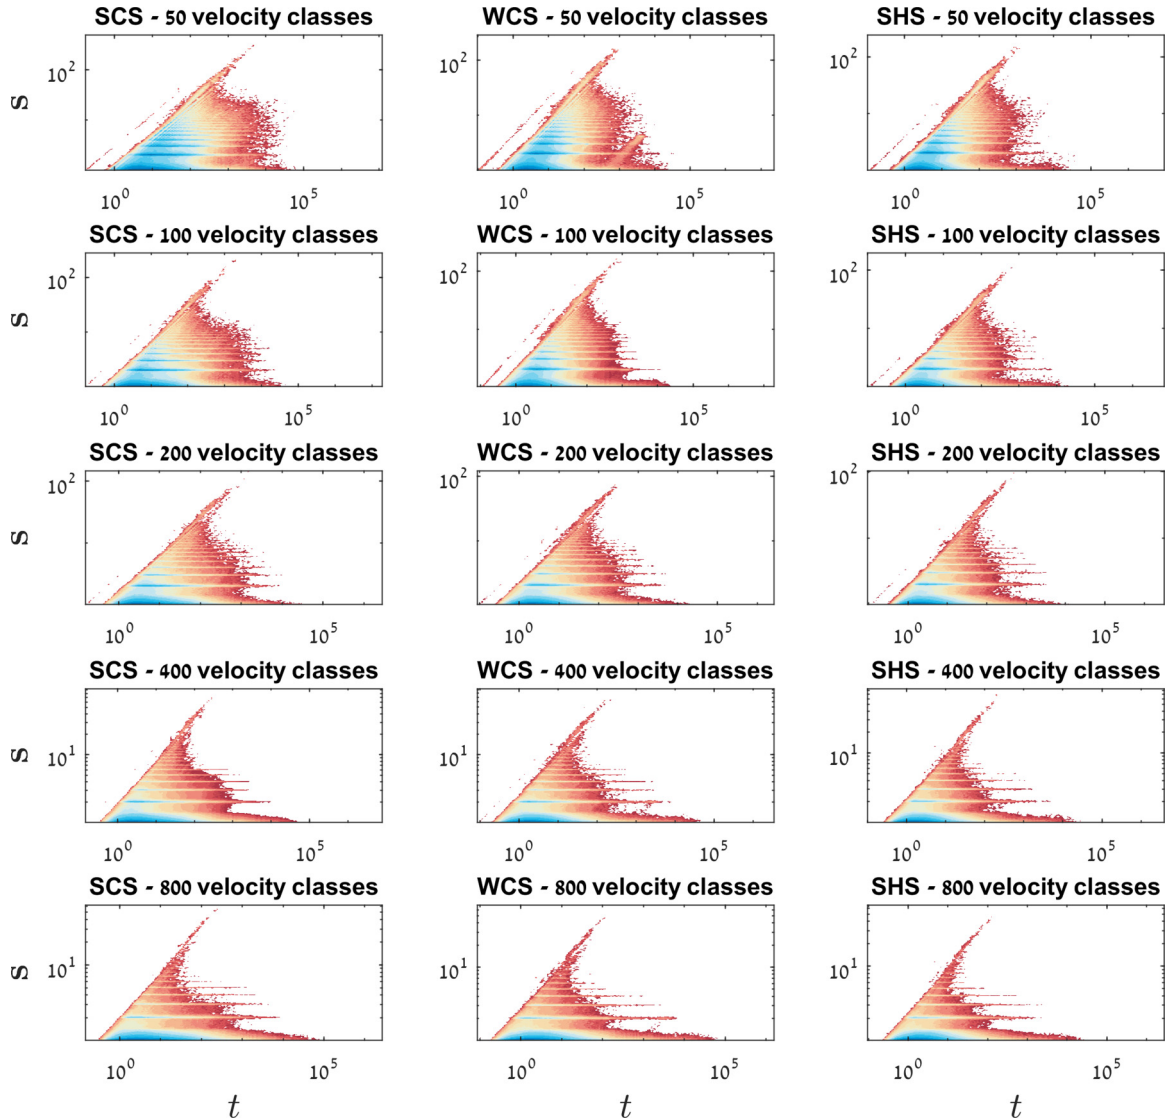 SCS - 50 velocity classes WCS - 50 velocity classes SHS - 50 velocity classes
s 10^2 10^2 10^2
10^0 10^5 10^0 10^5 10^0 10^5
SCS - 100 velocity classes WCS - 100 velocity classes SHS - 100 velocity classes
s 10^2 10^2 10^2
10^0 10^5 10^0 10^5 10^0 10^5
SCS - 200 velocity classes WCS - 200 velocity classes SHS - 200 velocity classes
s 10^2 10^2 10^2
10^0 10^5 10^0 10^5 10^0 10^5
SCS - 400 velocity classes WCS - 400 velocity classes SHS - 400 velocity classes
s 10^1 10^1 10^1
10^0 10^5 10^0 10^5 10^0 10^5
SCS - 800 velocity classes WCS - 800 velocity classes SHS - 800 velocity classes
s 10^1 10^1 10^1
10^0 10^5 10^0 10^5 10^0 10^5
t t t